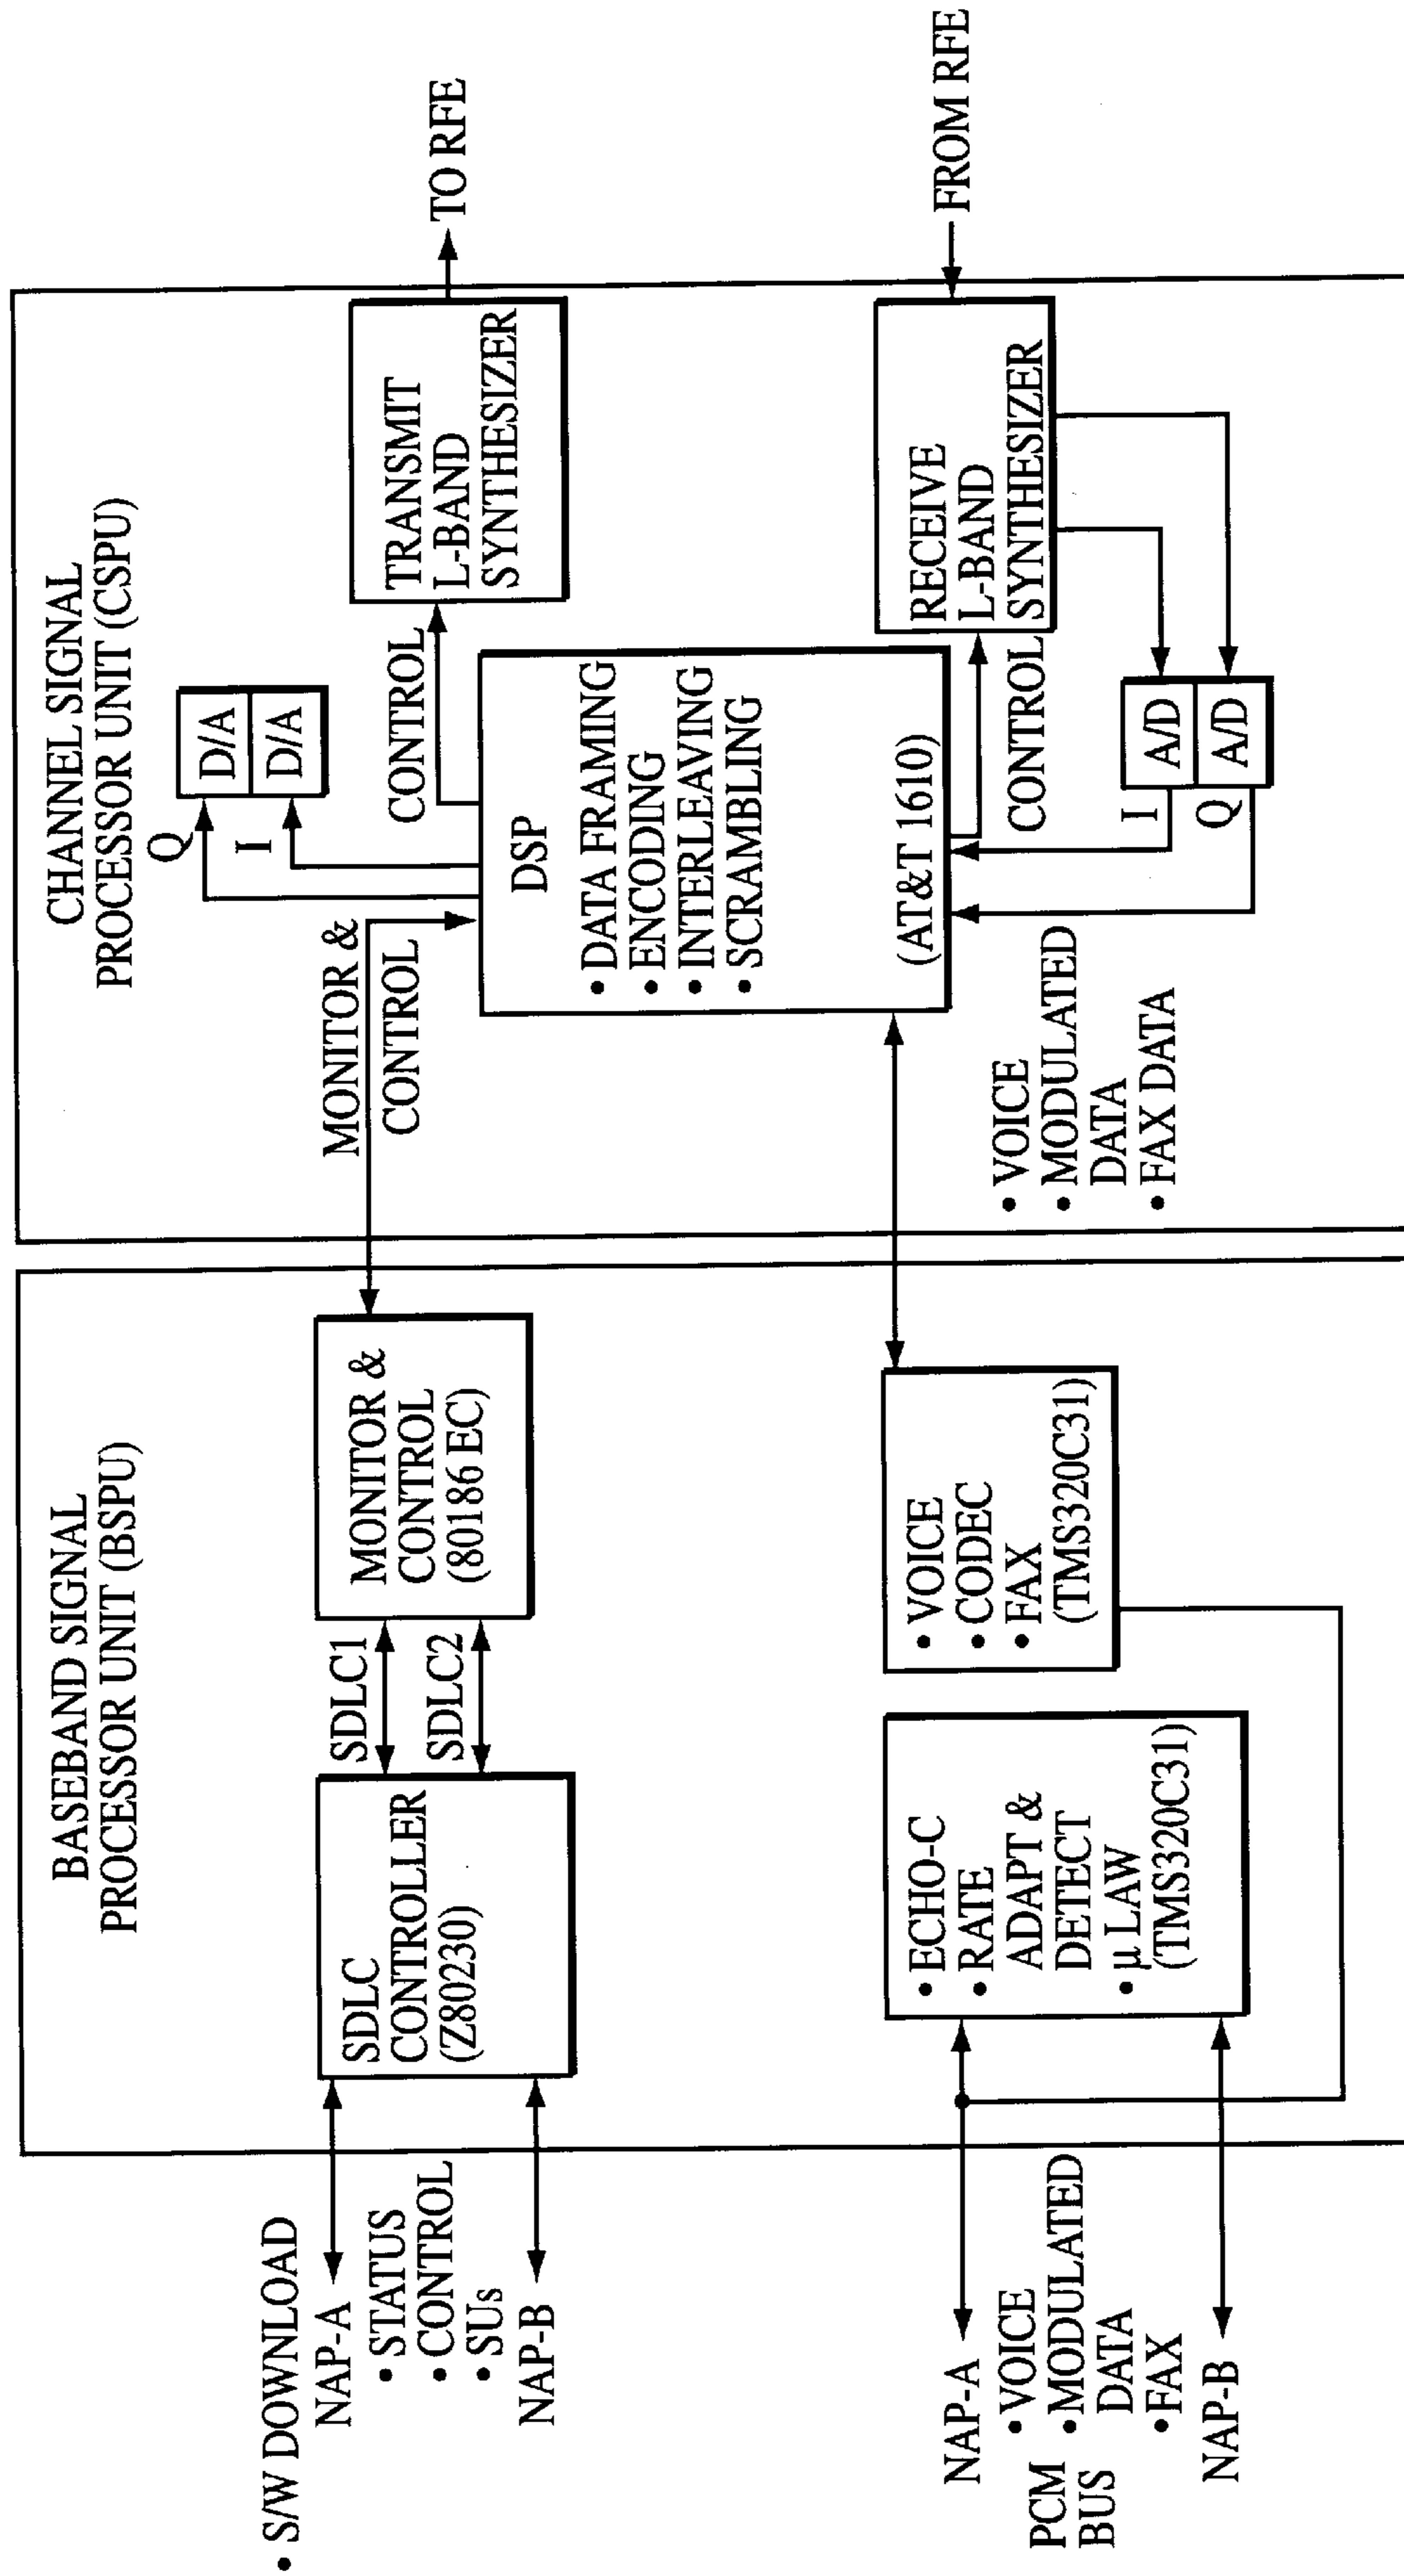 BASEBAND SIGNAL
PROCESSOR UNIT (BSPU)
CHANNEL SIGNAL
PROCESSOR UNIT (CSPU)
• S/W DOWNLOAD
NAP-A
• STATUS
• CONTROL
• SUs
NAP-B
SDLC
CONTROLLER
(Z80230)
SDLC1
SDLC2
MONITOR &
CONTROL
(80186 EC)
MONITOR &
CONTROL
Q
I
D/A
D/A
CONTROL
TRANSMIT
L-BAND
SYNTHESIZER
TO RFE
DSP
• DATA FRAMING
• ENCODING
• INTERLEAVING
• SCRAMBLING
(AT&T 1610)
NAP-A
PCM
BUS
• VOICE
• MODULATED
DATA
• FAX
NAP-B
• ECHO-C
• RATE
ADAPT &
DETECT
• μ LAW
(TMS320C31)
• VOICE
• CODEC
• FAX
(TMS320C31)
• VOICE
• MODULATED
DATA
• FAX DATA
CONTROL
I
Q
A/D
A/D
RECEIVE
L-BAND
SYNTHESIZER
FROM RFE